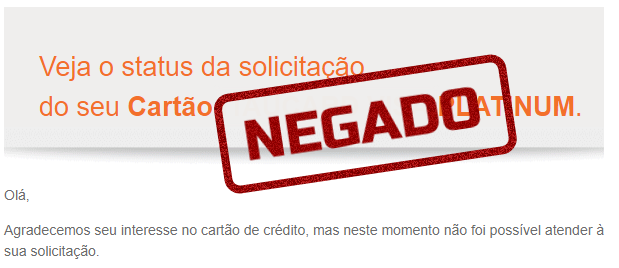 Veja o status da solicitação
do seu Cartão PLATINUM.
NEGADO
Olá,
Agradecemos seu interesse no cartão de crédito, mas neste momento não foi possível atender à
sua solicitação.